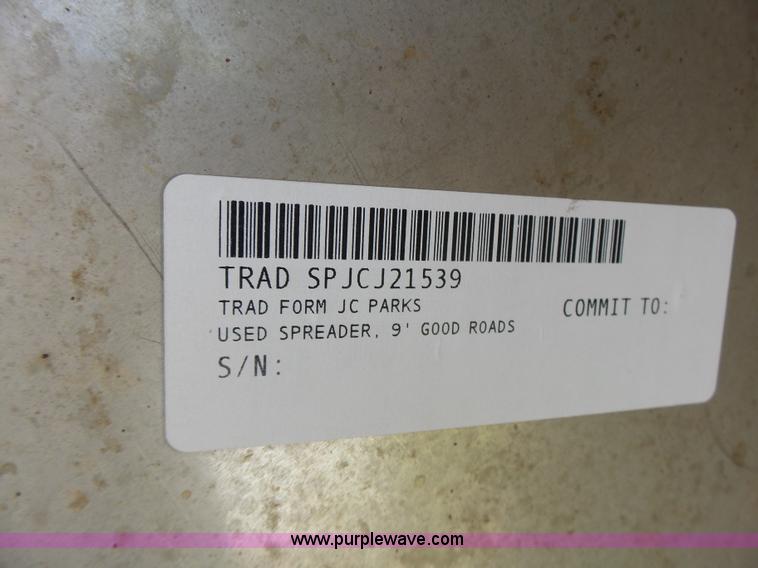 TRAD SPJCJ21539
TRAD FORM JC PARKS
COMMIT TO:
USED SPREADER, 9' GOOD ROADS
S/N:
www.purplewave.com